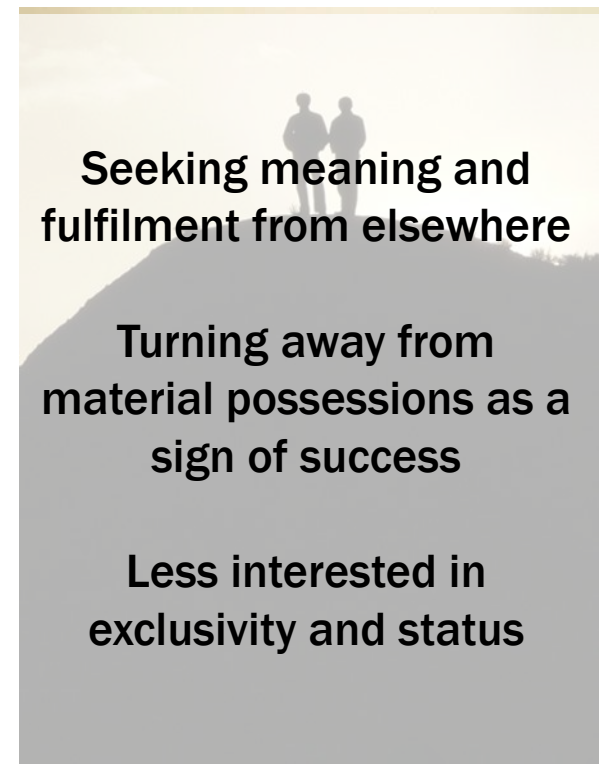 Seeking meaning and
fulfilment from elsewhere
Turning away from
material possessions as a
sign of success
Less interested in
exclusivity and status